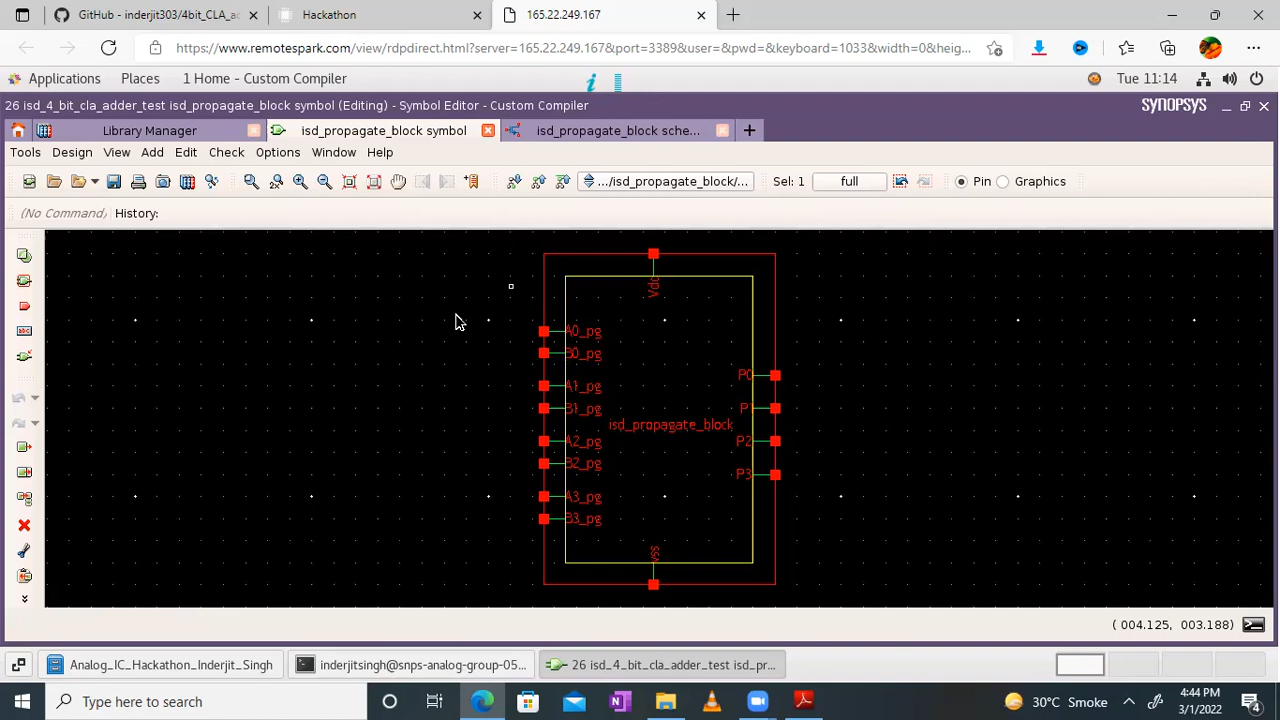 GitHub - inderjit303/4bit_CLA_ac
Hackathon
165.22.249.167
https://www.remotespark.com/view/rdpdirect.html?server=165.22.249.167&port=3389&user=&pwd=&keyboard=1033&width=0&heig...
Applications Places 1 Home - Custom Compiler Tue 11:14
26 isd_4_bit_cla_adder_test isd_propagate_block symbol (Editing) - Symbol Editor - Custom Compiler
SYNOPSYS
Library Manager
isd_propagate_block symbol
isd_propagate_block sche...
Tools Design View Add Edit Check Options Window Help
.../isd_propagate_block/... Sel: 1 full Pin Graphics
(No Command) History:
Vdd
A0_pg
B0_pg
P0
A1_pg
B1_pg
P1
isd_propagate_block
A2_pg
P2
B2_pg
P3
A3_pg
B3_pg
vss
( 004.125, 003.188)
Analog_IC_Hackathon_Inderjit_Singh
inderjitsingh@snps-analog-group-05...
26 isd_4_bit_cla_adder_test isd_pr...
Type here to search
30°C Smoke
4:44 PM
3/1/2022
4